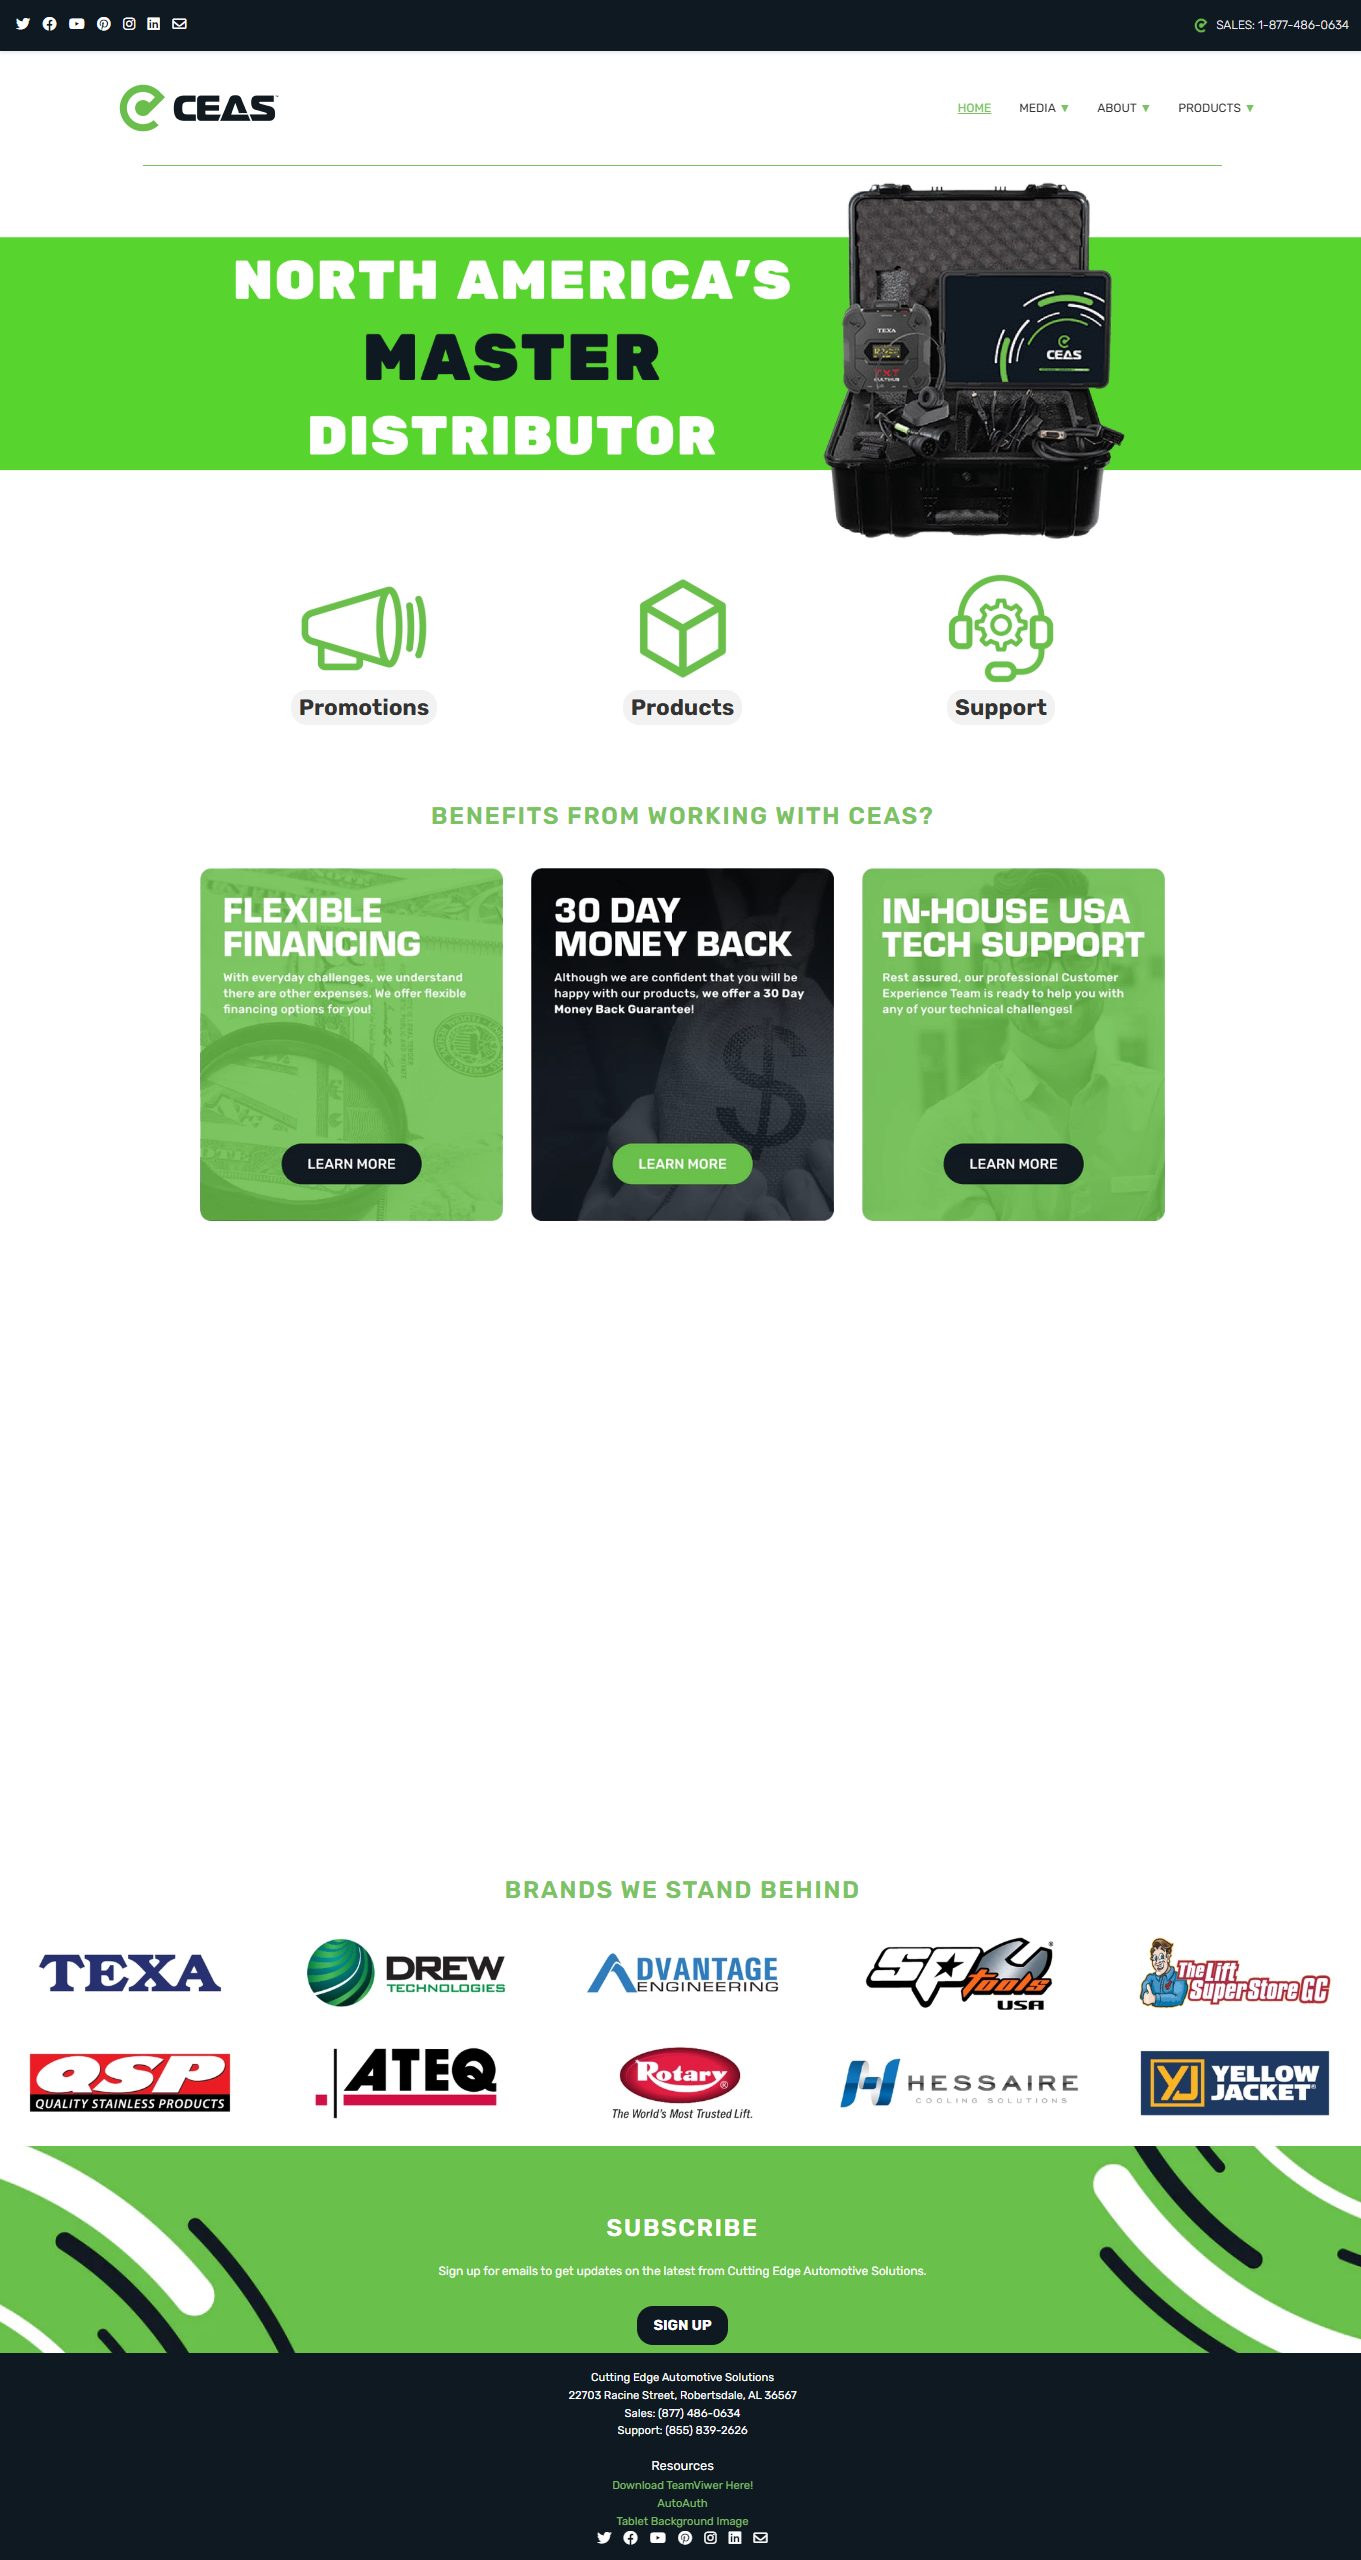 SALES: 1-877-486-0634
CEAS
HOME
MEDIA ▼
ABOUT ▼
PRODUCTS ▼
NORTH AMERICA’S
MASTER
DISTRIBUTOR
TEXA
TXT
MULTIHUB
CEAS
Promotions
Products
Support
BENEFITS FROM WORKING WITH CEAS?
FLEXIBLE
FINANCING
With everyday challenges, we understand
there are other expenses. We offer flexible
financing options for you!
LEARN MORE
30 DAY
MONEY BACK
Although we are confident that you will be
happy with our products, we offer a 30 Day
Money Back Guarantee!
LEARN MORE
IN-HOUSE USA
TECH SUPPORT
Rest assured, our professional Customer
Experience Team is ready to help you with
any of your technical challenges!
LEARN MORE
BRANDS WE STAND BEHIND
TEXA
DREW
TECHNOLOGIES
ADVANTAGE
ENGINEERING
SP tools
USA
The Lift
SuperStore GC
QSP
QUALITY STAINLESS PRODUCTS
ATEQ
Rotary
The World's Most Trusted Lift.
HESSAIRE
COOLING SOLUTIONS
YJ YELLOW
JACKET
SUBSCRIBE
Sign up for emails to get updates on the latest from Cutting Edge Automotive Solutions.
SIGN UP
Cutting Edge Automotive Solutions
22703 Racine Street, Robertsdale, AL 36567
Sales: (877) 486-0634
Support: (855) 839-2626
Resources
Download TeamViwer Here!
AutoAuth
Tablet Background Image